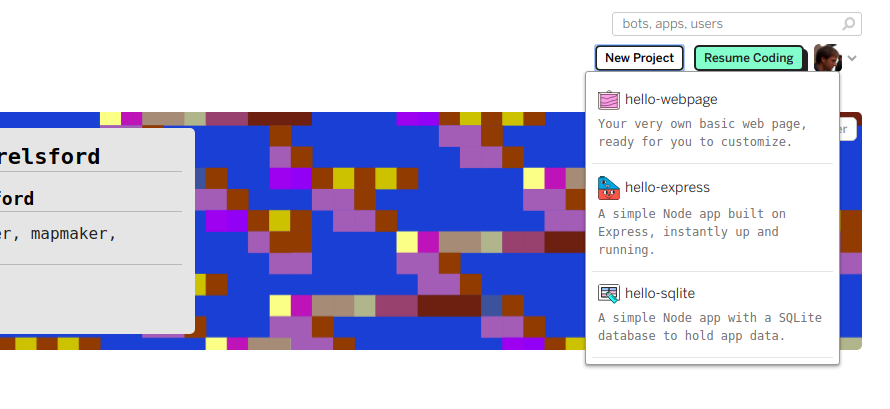 bots, apps, users
New Project
Resume Coding
hello-webpage
Your very own basic web page,
ready for you to customize.
hello-express
A simple Node app built on
Express, instantly up and
running.
hello-sqlite
A simple Node app with a SQLite
database to hold app data.
relsford
ford
er, mapmaker,
er